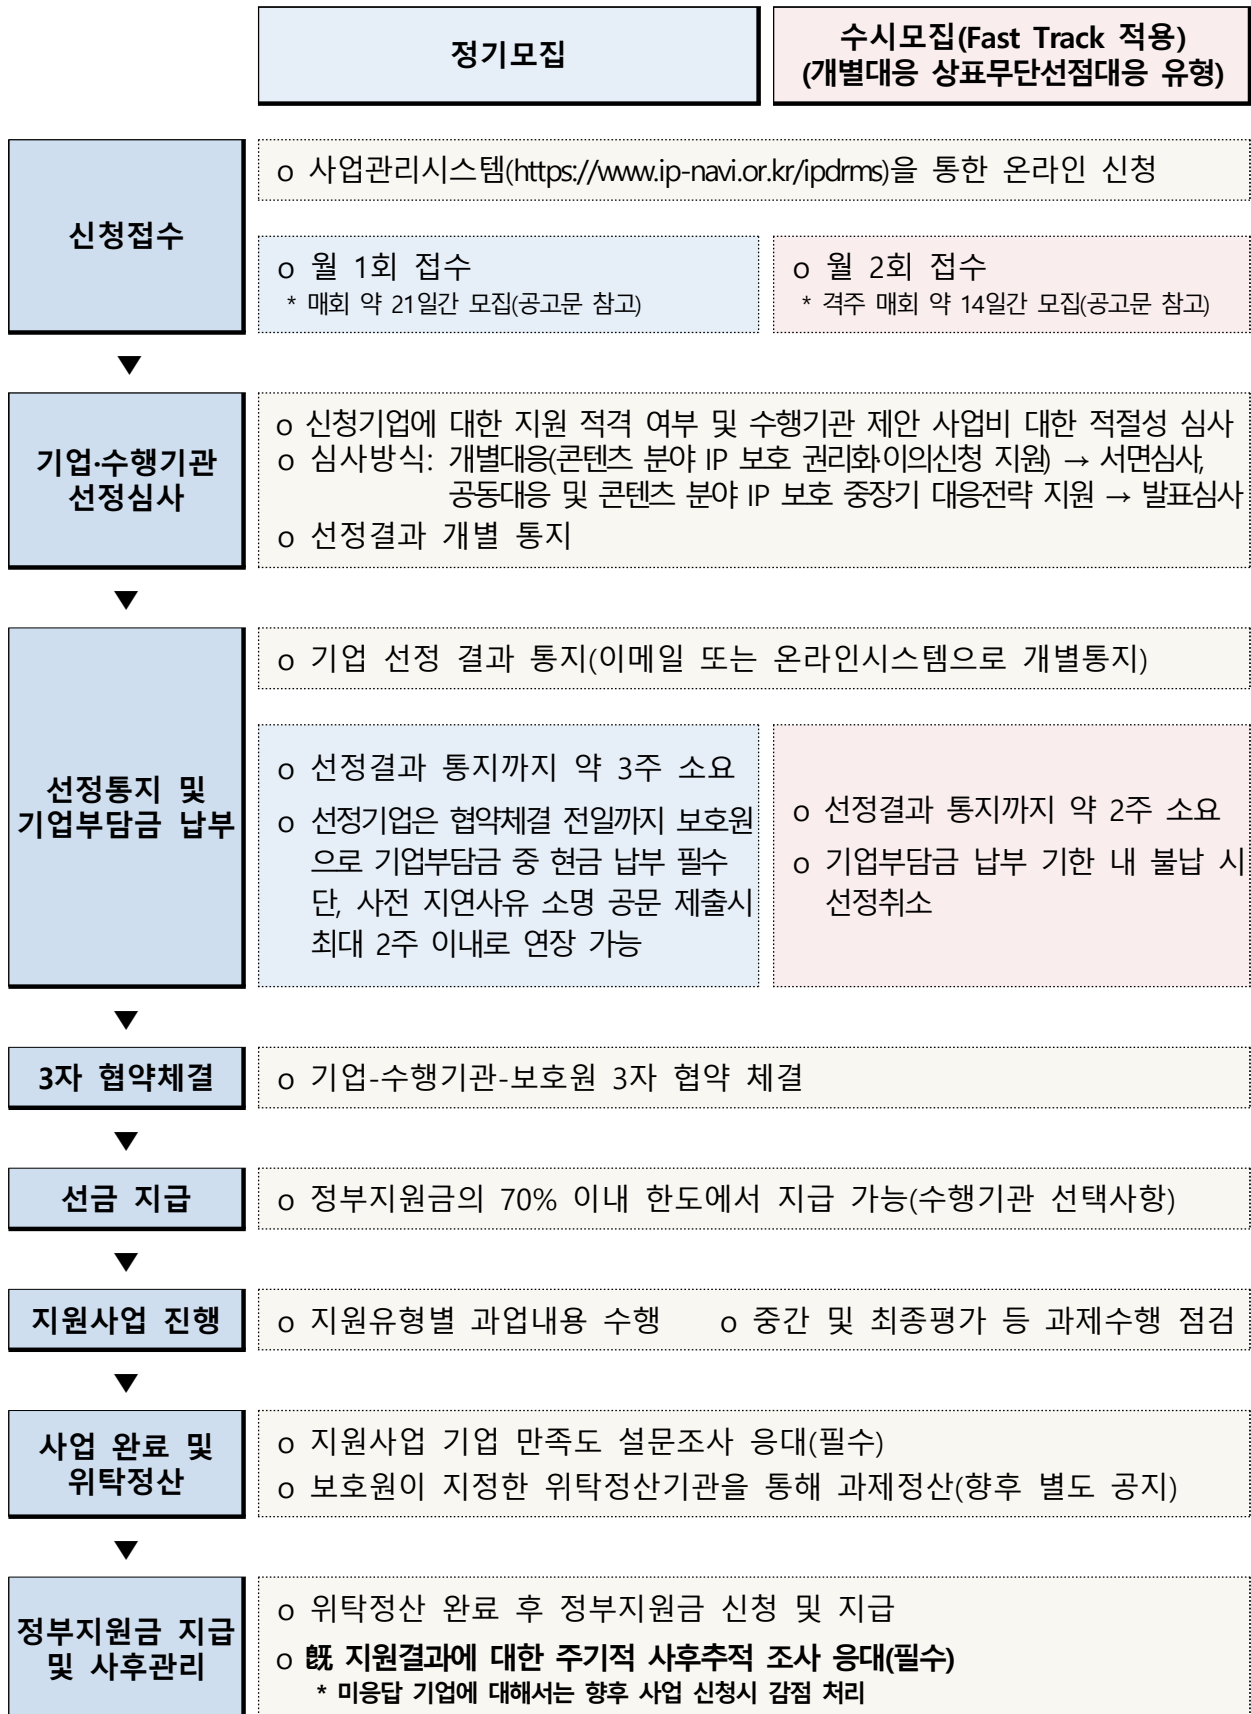 정기모집
수시모집(Fast Track 적용)
(개별대응 상표무단선점대응 유형)
신청접수
o 사업관리시스템(https://www.ip-navi.or.kr/ipdrms)을 통한 온라인 신청
o 월 1회 접수
* 매회 약 21일간 모집(공고문 참고)
o 월 2회 접수
* 격주 매회 약 14일간 모집(공고문 참고)
▼
기업·수행기관
선정심사
o 신청기업에 대한 지원 적격 여부 및 수행기관 제안 사업비 대한 적절성 심사
o 심사방식: 개별대응(콘텐츠 분야 IP 보호 권리화·이의신청 지원) → 서면심사,
공동대응 및 콘텐츠 분야 IP 보호 중장기 대응전략 지원 → 발표심사
o 선정결과 개별 통지
▼
선정통지 및
기업부담금 납부
o 기업 선정 결과 통지(이메일 또는 온라인시스템으로 개별통지)
o 선정결과 통지까지 약 3주 소요
o 선정기업은 협약체결 전일까지 보호원
으로 기업부담금 중 현금 납부 필수
단, 사전 지연사유 소명 공문 제출시
최대 2주 이내로 연장 가능
o 선정결과 통지까지 약 2주 소요
o 기업부담금 납부 기한 내 불납 시
선정취소
▼
3자 협약체결
o 기업-수행기관-보호원 3자 협약 체결
▼
선금 지급
o 정부지원금의 70% 이내 한도에서 지급 가능(수행기관 선택사항)
▼
지원사업 진행
o 지원유형별 과업내용 수행 o 중간 및 최종평가 등 과제수행 점검
▼
사업 완료 및
위탁정산
o 지원사업 기업 만족도 설문조사 응대(필수)
o 보호원이 지정한 위탁정산기관을 통해 과제정산(향후 별도 공지)
▼
정부지원금 지급
및 사후관리
o 위탁정산 완료 후 정부지원금 신청 및 지급
o 旣 지원결과에 대한 주기적 사후추적 조사 응대(필수)
* 미응답 기업에 대해서는 향후 사업 신청시 감점 처리